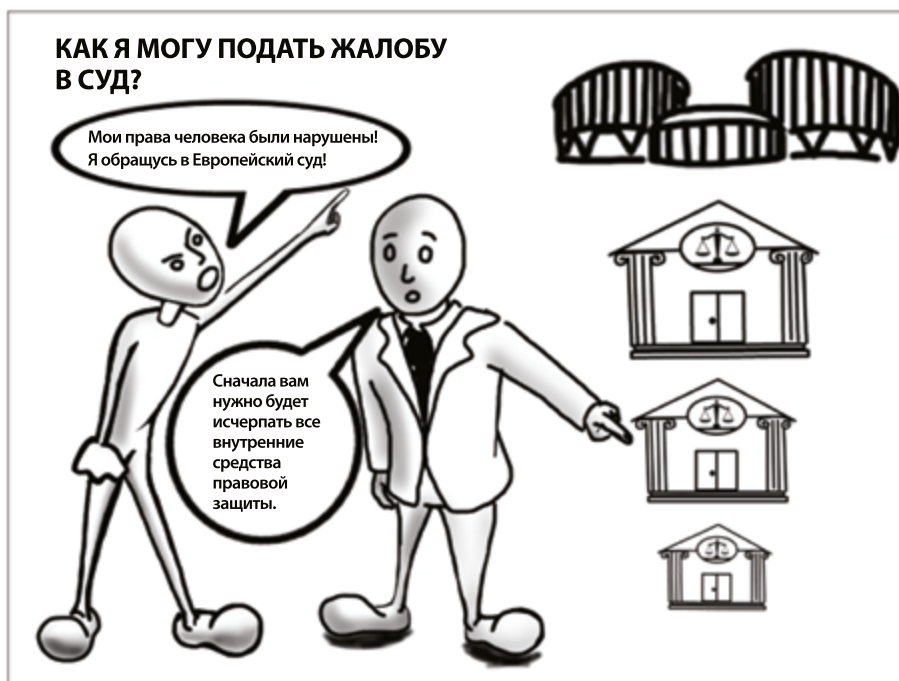 КАК Я МОГУ ПОДАТЬ ЖАЛОБУ
В СУД?
Мои права человека были нарушены!
Я обращусь в Европейский суд!
Сначала вам
нужно будет
исчерпать все
внутренние
средства
правовой
защиты.